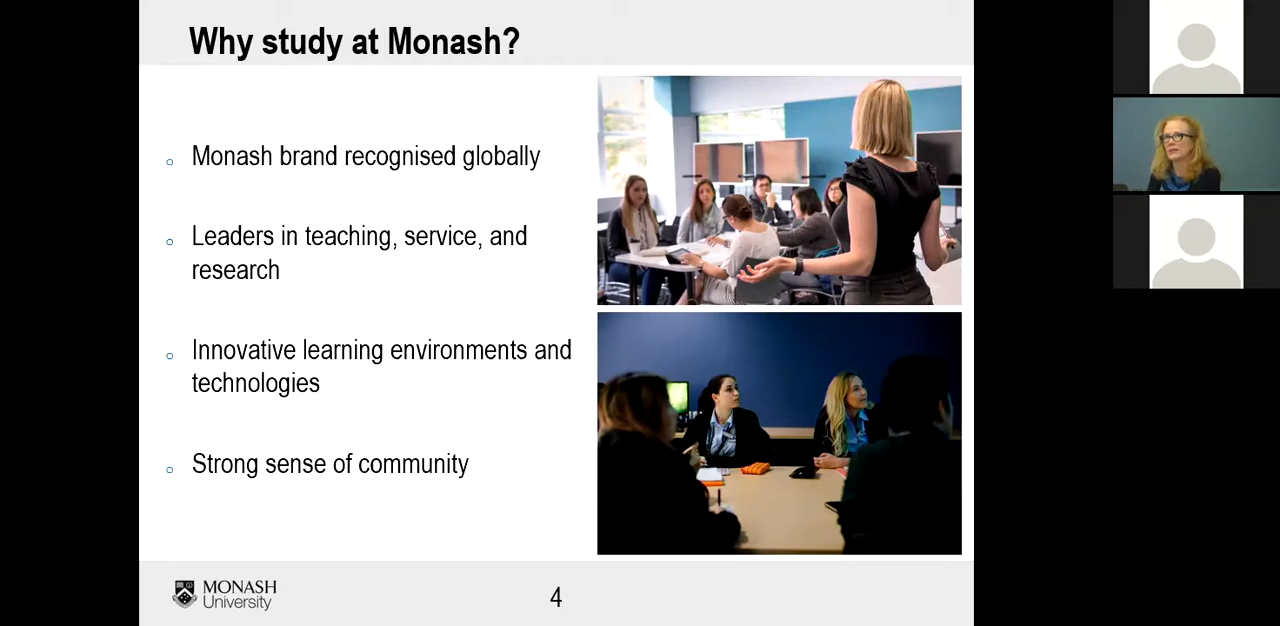 Why study at Monash?
Monash brand recognised globally
Leaders in teaching, service, and
research
Innovative learning environments and
technologies
Strong sense of community
MONASH
University
4